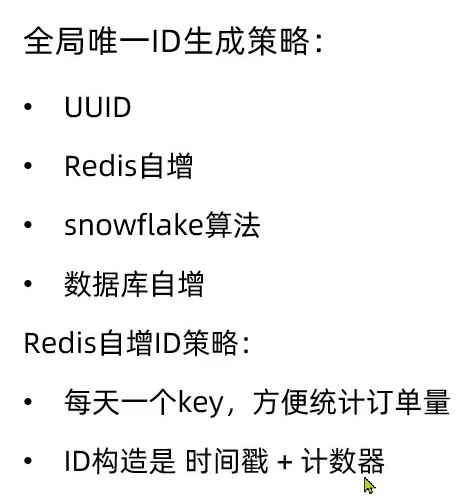 全局唯一ID生成策略：
• UUID
• Redis自增
• snowflake算法
• 数据库自增
Redis自增ID策略：
• 每天一个key，方便统计订单量
• ID构造是 时间戳 + 计数器